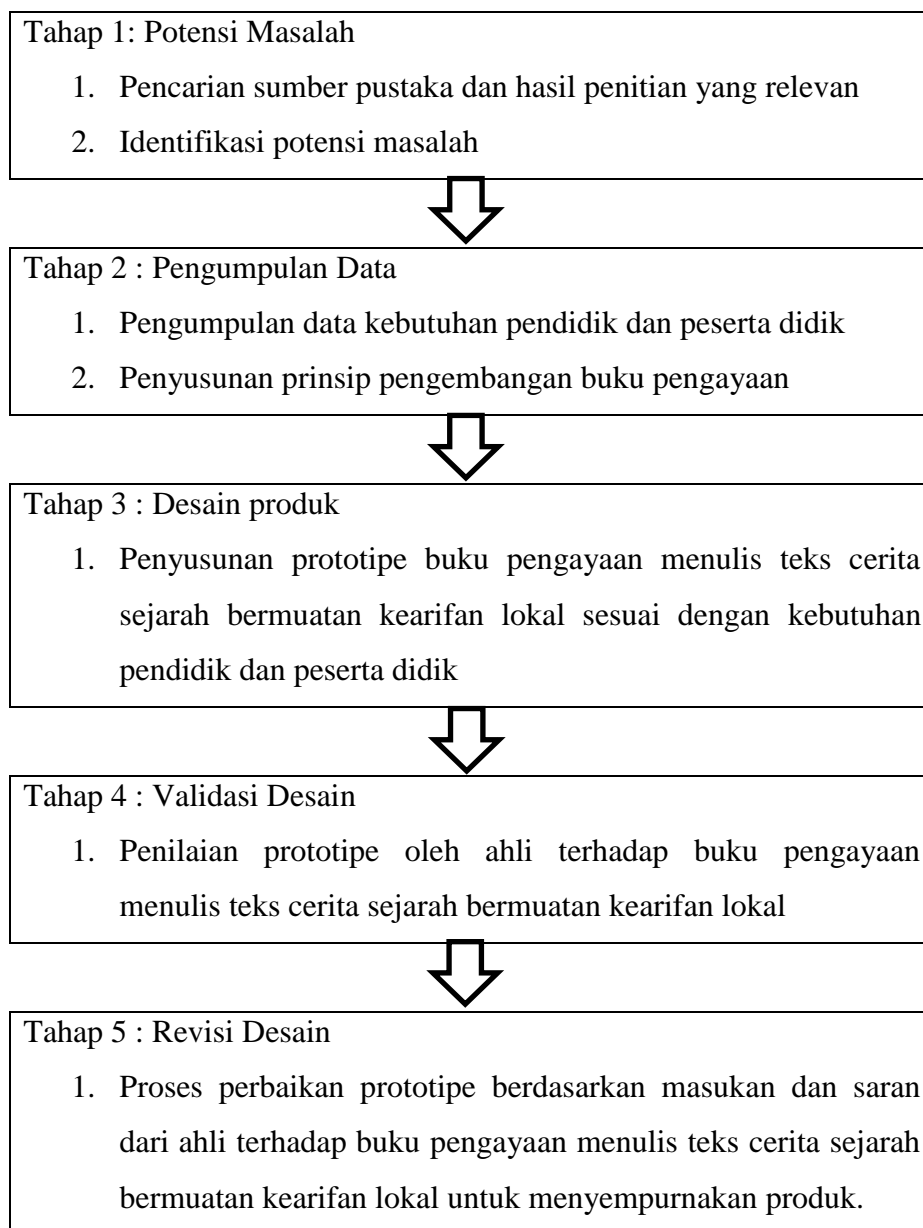 Tahap 1: Potensi Masalah
1. Pencarian sumber pustaka dan hasil penitian yang relevan
2. Identifikasi potensi masalah
Tahap 2 : Pengumpulan Data
1. Pengumpulan data kebutuhan pendidik dan peserta didik
2. Penyusunan prinsip pengembangan buku pengayaan
Tahap 3 : Desain produk
1. Penyusunan prototipe buku pengayaan menulis teks cerita
sejarah bermuatan kearifan lokal sesuai dengan kebutuhan
pendidik dan peserta didik
Tahap 4 : Validasi Desain
1. Penilaian prototipe oleh ahli terhadap buku pengayaan
menulis teks cerita sejarah bermuatan kearifan lokal
Tahap 5 : Revisi Desain
1. Proses perbaikan prototipe berdasarkan masukan dan saran
dari ahli terhadap buku pengayaan menulis teks cerita sejarah
bermuatan kearifan lokal untuk menyempurnakan produk.